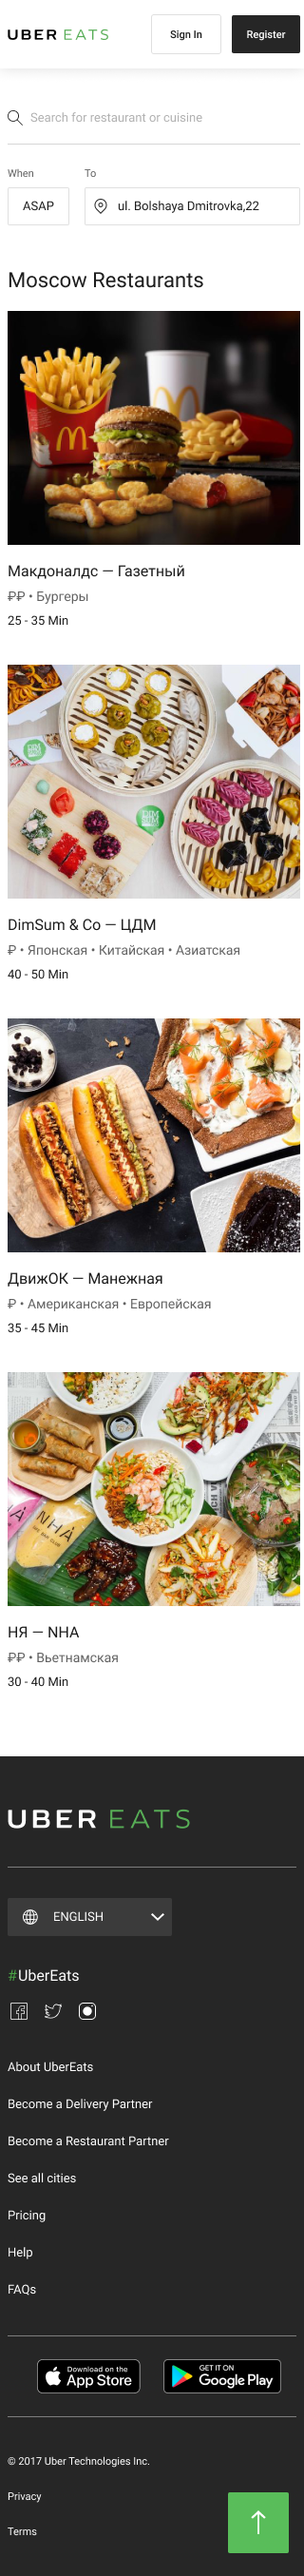 UBER EATS
Sign In
Register
Search for restaurant or cuisine
When
To
ASAP
ul. Bolshaya Dmitrovka,22
Moscow Restaurants
Макдоналдс — Газетный
₽₽ • Бургеры
25 - 35 Min
DimSum & Co — ЦДМ
₽ • Японская • Китайская • Азиатская
40 - 50 Min
ДвижОК — Манежная
₽ • Американская • Европейская
35 - 45 Min
НЯ — NHA
₽₽ • Вьетнамская
30 - 40 Min
UBER EATS
ENGLISH
#UberEats
About UberEats
Become a Delivery Partner
Become a Restaurant Partner
See all cities
Pricing
Help
FAQs
Download on the
App Store
GET IT ON
Google Play
© 2017 Uber Technologies Inc.
Privacy
Terms